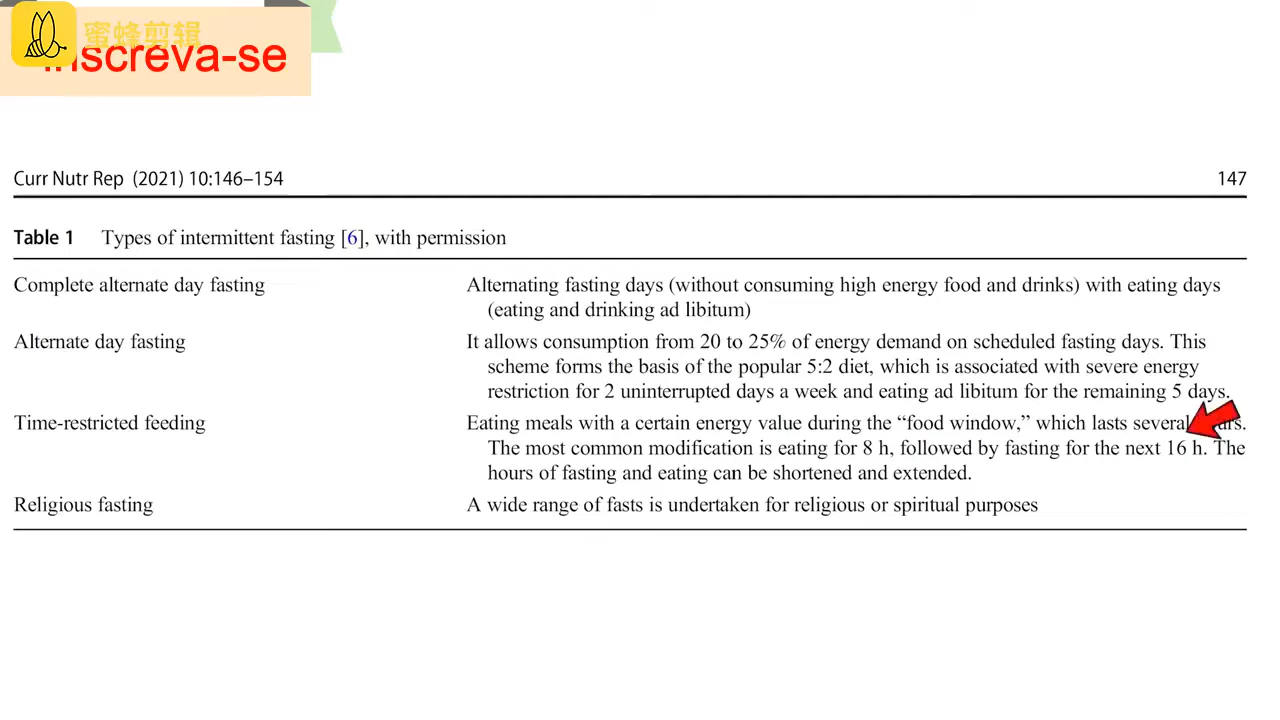 蜜蜂剪辑
Inscreva-se
Curr Nutr Rep (2021) 10:146–154
147
Table 1 Types of intermittent fasting [6], with permission
Complete alternate day fasting
Alternating fasting days (without consuming high energy food and drinks) with eating days
(eating and drinking ad libitum)
Alternate day fasting
It allows consumption from 20 to 25% of energy demand on scheduled fasting days. This
scheme forms the basis of the popular 5:2 diet, which is associated with severe energy
restriction for 2 uninterrupted days a week and eating ad libitum for the remaining 5 days.
Time-restricted feeding
Eating meals with a certain energy value during the “food window,” which lasts several
The most common modification is eating for 8 h, followed by fasting for the next 16 h. The
hours of fasting and eating can be shortened and extended.
Religious fasting
A wide range of fasts is undertaken for religious or spiritual purposes